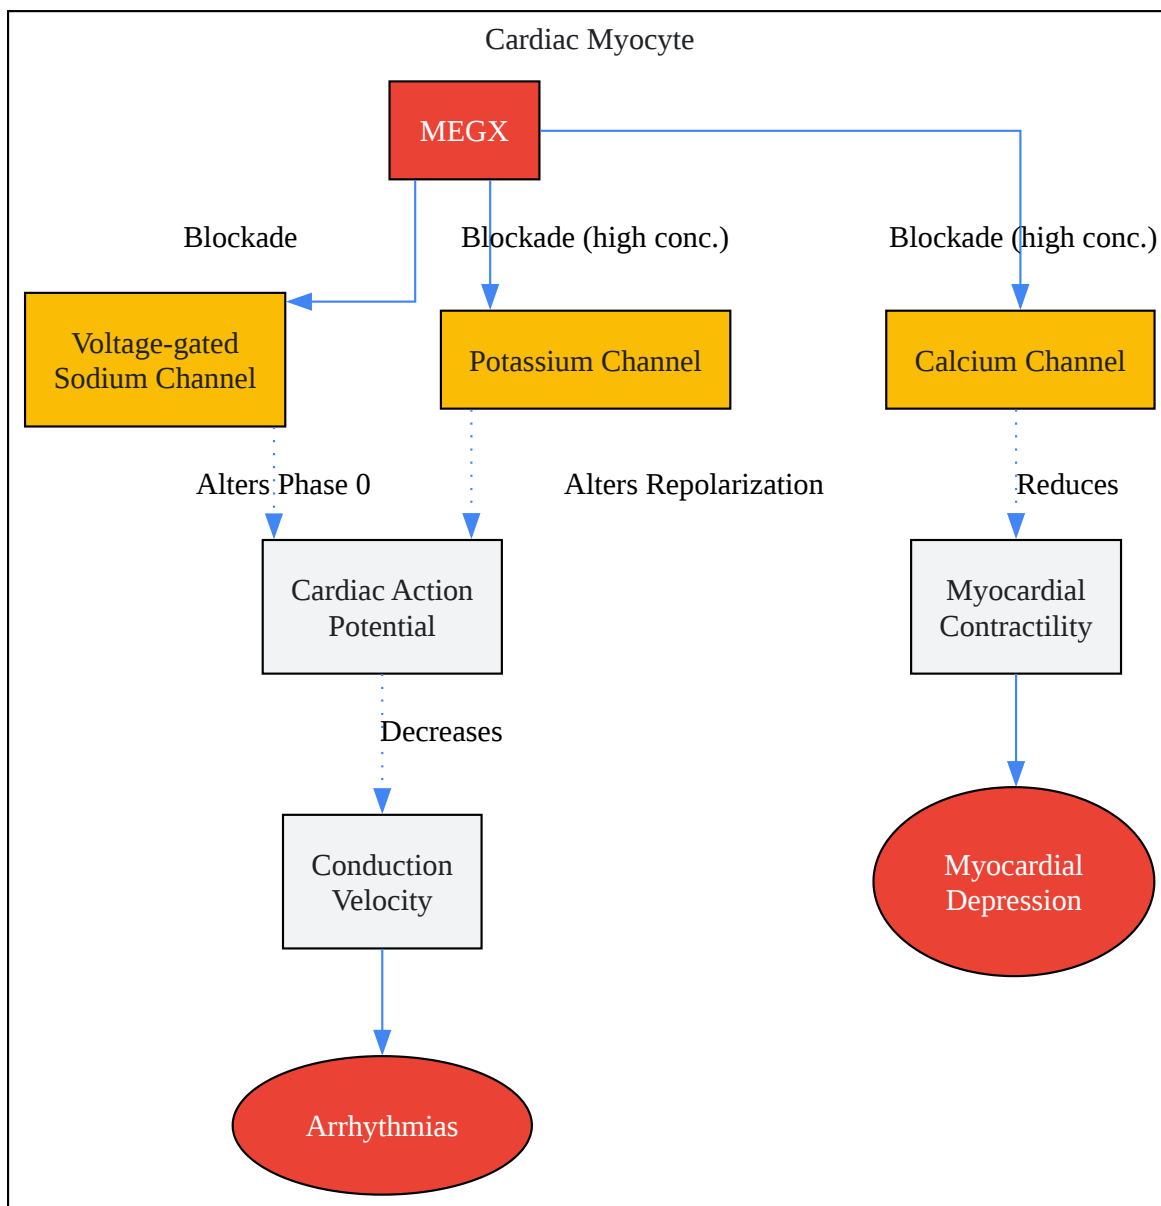 Cardiac Myocyte
MEGX
Blockade
Blockade (high conc.)
Blockade (high conc.)
Voltage-gated
Sodium Channel
Potassium Channel
Calcium Channel
Alters Phase 0
Alters Repolarization
Reduces
Cardiac Action
Potential
Myocardial
Contractility
Decreases
Conduction
Velocity
Myocardial
Depression
Arrhythmias